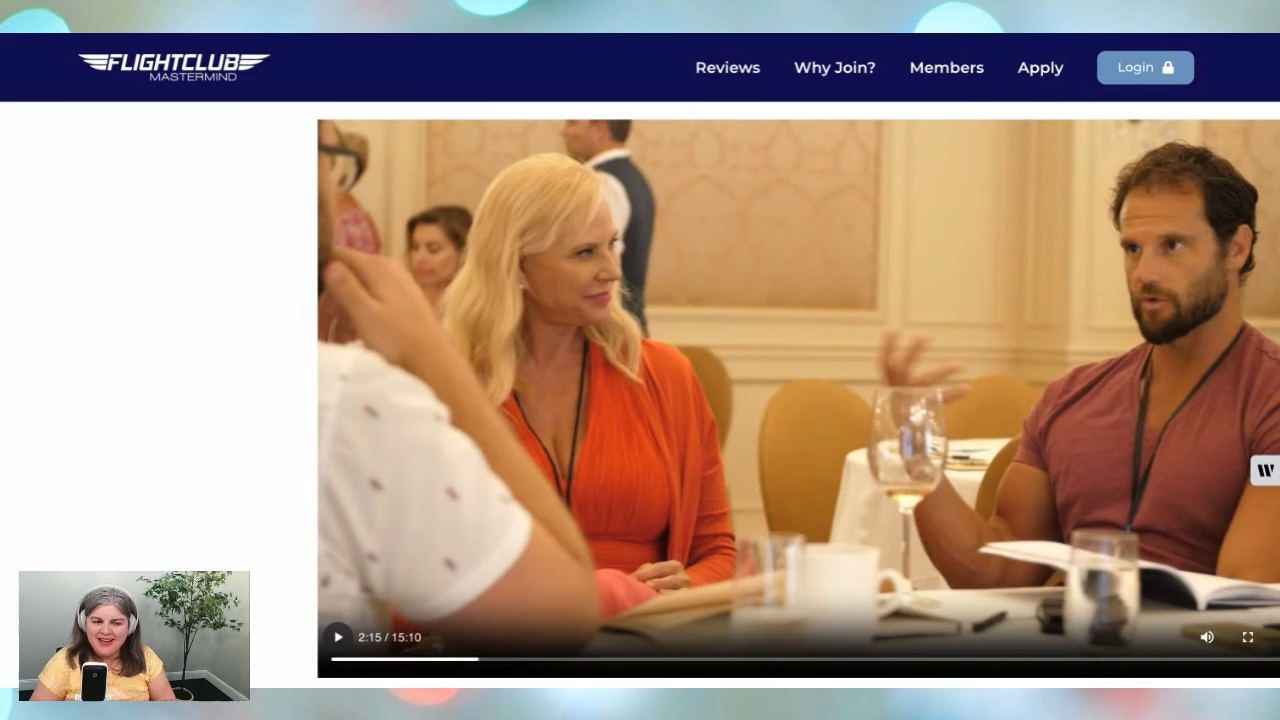 FLIGHTCLUB
MASTERMIND
Reviews
Why Join?
Members
Apply
Login
2:15 / 15:10
W